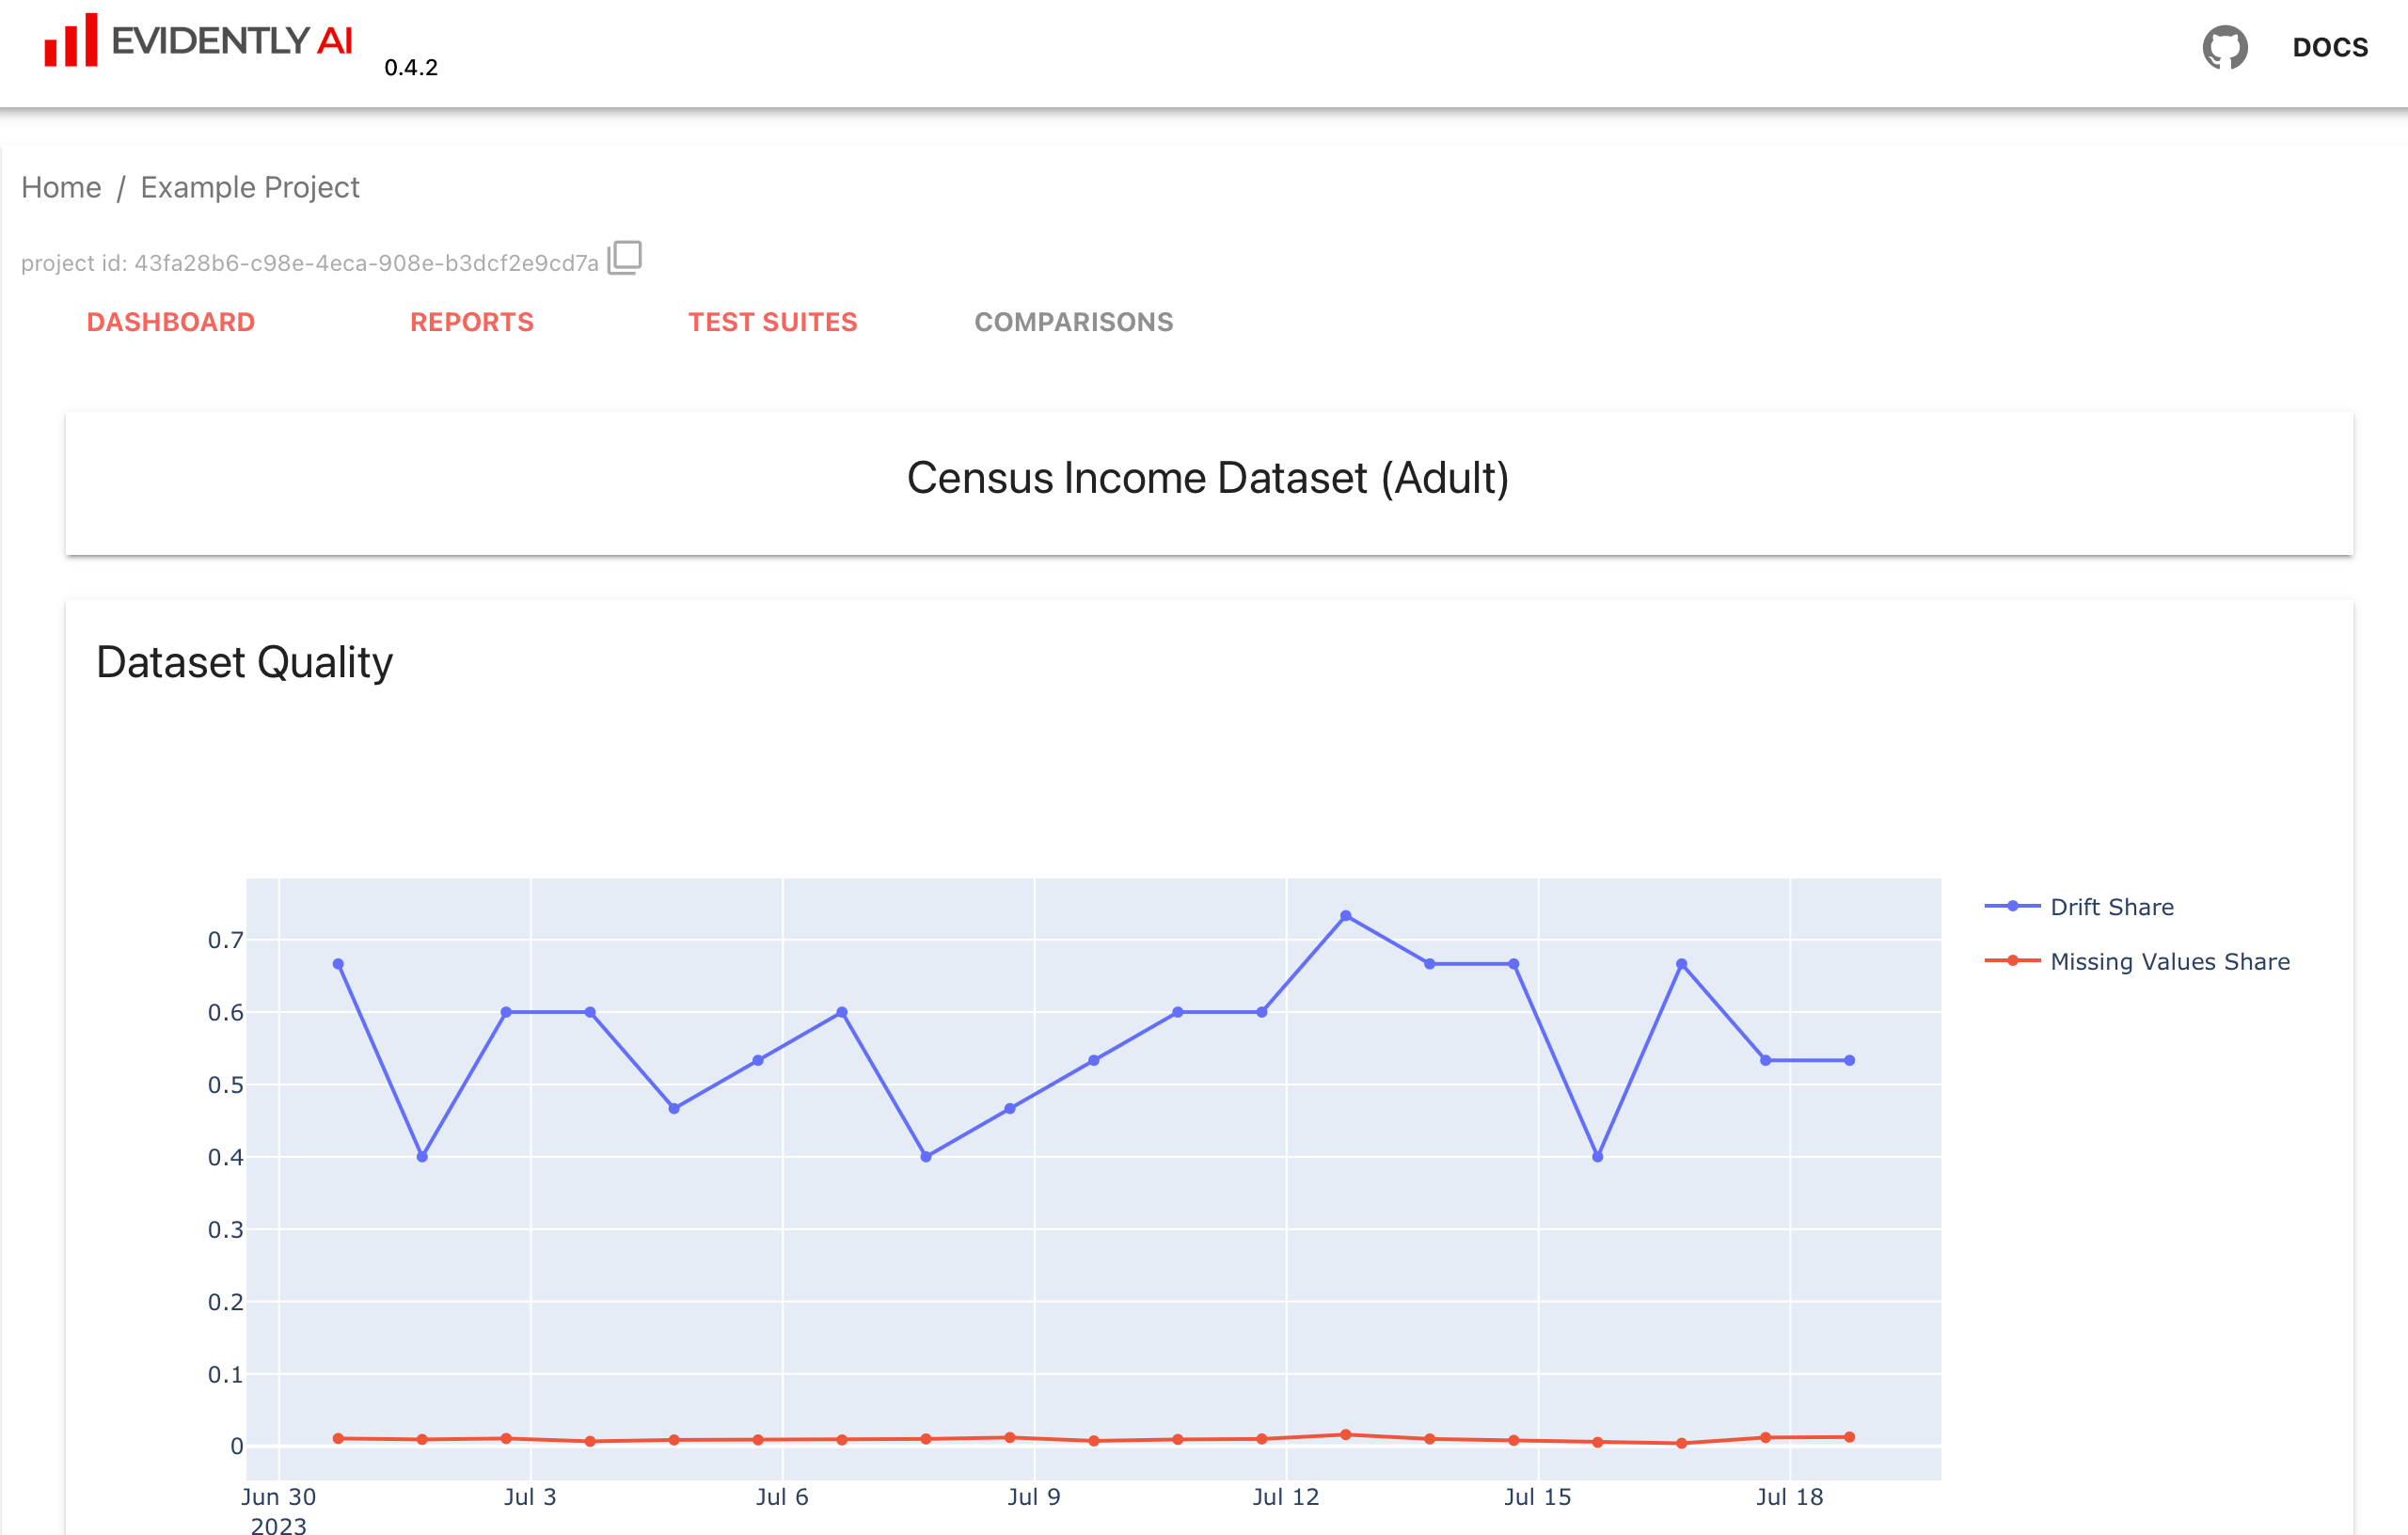 EVIDENTLY AI 0.4.2
DOCS
Home / Example Project
project id: 43fa28b6-c98e-4eca-908e-b3dcf2e9cd7a
DASHBOARD REPORTS TEST SUITES COMPARISONS
Census Income Dataset (Adult)
Dataset Quality
Drift Share
Missing Values Share
0.7
0.6
0.5
0.4
0.3
0.2
0.1
0
Jun 30 Jul 3 Jul 6 Jul 9 Jul 12 Jul 15 Jul 18
2023